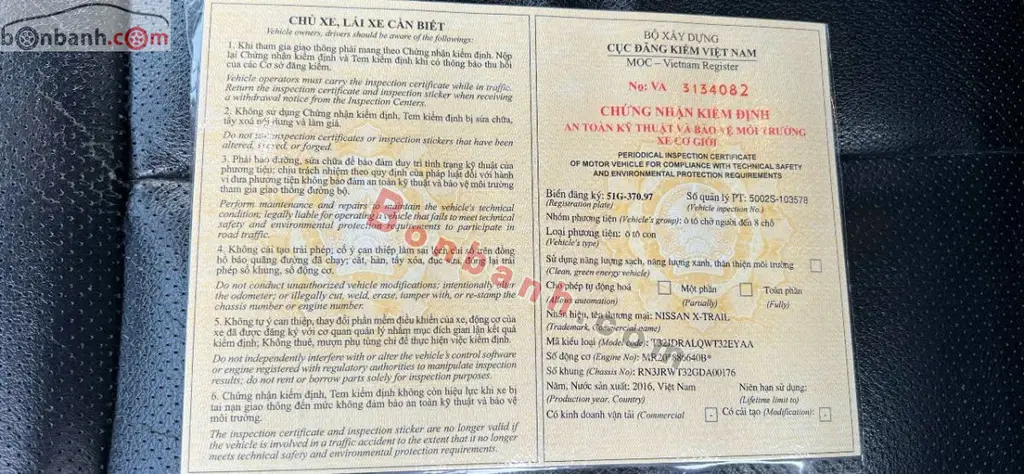 bonbanh.com
CHỦ XE, LÁI XE CẦN BIẾT
Vehicle owners, drivers should be aware of the followings:
1. Khi tham gia giao thông phải mang theo Chứng nhận kiểm định. Nộp
lại Chứng nhận kiểm định và Tem kiểm định khi có thông báo thu hồi
của các Cơ sở đăng kiểm.
Vehicle operators must carry the inspection certificate while in traffic.
Return the inspection certificate and inspection sticker when receiving
a withdrawal notice from the Inspection Centers.
2. Không sử dụng Chứng nhận kiểm định, Tem kiểm định bị sửa chữa,
tẩy xoá nội dung và làm giả.
Do not use inspection certificates or inspection stickers that have been
altered, or forged.
3. Phải bảo dưỡng, sửa chữa để bảo đảm duy trì tình trạng kỹ thuật của
phương tiện; chịu trách nhiệm theo quy định của pháp luật đối với hành
vi đưa phương tiện không bảo đảm an toàn kỹ thuật và bảo vệ môi trường
tham gia giao thông đường bộ.
Perform maintenance and repairs to maintain the vehicle's technical
condition; legally liable for operating a vehicle that fails to meet technical
safety and environmental protection requirements to participate in
road traffic.
4. Không cải tạo trái phép; cố ý can thiệp làm sai lệch chỉ số trên đồng
hồ báo quãng đường đã chạy; cắt, hàn, tẩy xóa, đục sửa, đóng lại trái
phép số khung, số động cơ.
Do not conduct unauthorized vehicle modifications: intentionally alter
the odometer; or illegally cut, weld, erase, tamper with, or re-stamp the
chassis number or engine number.
5. Không tự ý can thiệp, thay đổi phần mềm điều khiển của xe, động cơ của
xe đã được đăng ký với cơ quan quản lý nhằm mục đích gian lận kết quả
kiểm định; Không thuê, mượn phụ tùng chỉ để thực hiện việc kiểm định.
Do not independently interfere with or alter the vehicle's control software
or engine registered with regulatory authorities to manipulate inspection
results; do not rent or borrow parts solely for inspection purposes.
6. Chứng nhận kiểm định, Tem kiểm định không còn hiệu lực khi xe bị
tai nạn giao thông đến mức không đảm bảo an toàn kỹ thuật và bảo vệ
môi trường.
The inspection certificate and inspection sticker are no longer valid if
the vehicle is involved in a traffic accident to the extent that it no longer
meets technical safety and environmental protection requirements.
BỘ XÂY DỰNG
CỤC ĐĂNG KIỂM VIỆT NAM
MOC – Vietnam Register
No: VA 3134082
CHỨNG NHẬN KIỂM ĐỊNH
AN TOÀN KỸ THUẬT VÀ BẢO VỆ MÔI TRƯỜNG
XE CƠ GIỚI
PERIODICAL INSPECTION CERTIFICATE
OF MOTOR VEHICLE FOR COMPLIANCE WITH TECHNICAL SAFETY
AND ENVIRONMENTAL PROTECTION REQUIREMENTS
Biển đăng ký: 51G-370.97 Số quản lý PT: 5002S-103578
(Registration plate) (Vehicle inspection No.)
Nhóm phương tiện (Vehicle's group): ô tô chở người đến 8 chỗ
Loại phương tiện: ô tô con
(Vehicle's type)
Sử dụng năng lượng sạch, năng lượng xanh, thân thiện môi trường
(Clean, green energy vehicle)
Cho phép tự động hoá Một phần Toàn phần
(Allows automation) (Partially) (Fully)
Nhãn hiệu, tên thương mại: NISSAN X-TRAIL
(Trademark, Commercial name)
Mã kiểu loại (Model code): T32JDRALQWT32EYAA
Số động cơ (Engine No): 6640B*
Số khung (Chassis No): RN3JRWT32GDA00176
Năm, Nước sản xuất: 2016, Việt Nam Niên hạn sử dụng:
(Production year, Country) (Lifetime limit to)
Có kinh doanh vận tải (Commercial - Có cải tạo (Modification): -
Bonbanh.com